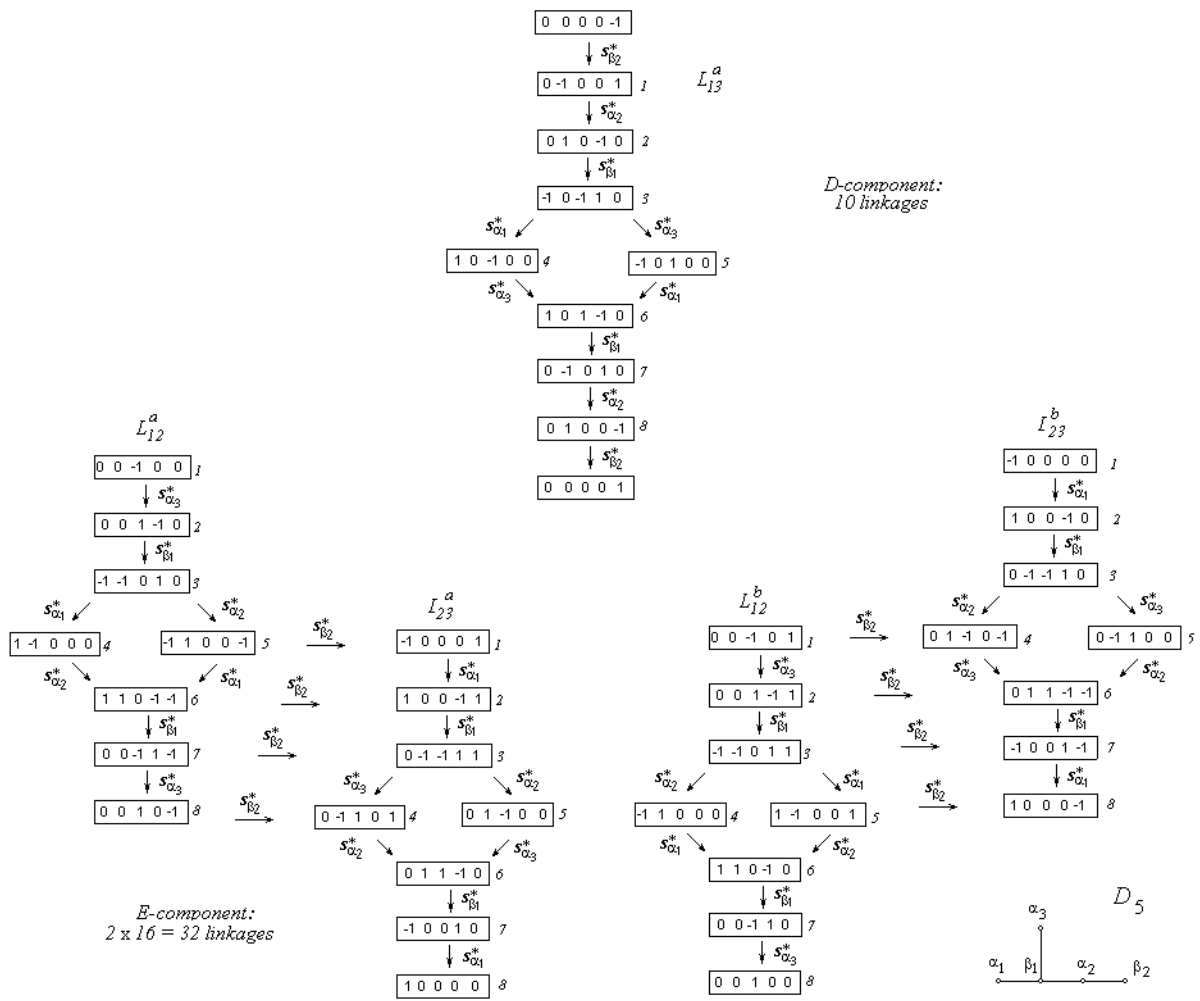 0 0 0 0 -1
s*β2
0 -1 0 0 1 1
L13^a
s*α2
0 1 0 -1 0 2
s*β1
-1 0 -1 1 0 3
D-component:
10 linkages
s*α1 s*α3
1 0 -1 0 0 4 -1 0 1 0 0 5
s*α3 s*α1
1 0 1 -1 0 6
s*β1
0 -1 0 1 0 7
s*α2
0 1 0 0 -1 8
s*β2
0 0 0 0 1
L12^a
0 0 -1 0 0 1
s*α3
0 0 1 -1 0 2
s*β1
-1 -1 0 1 0 3
s*α1 s*α2
1 -1 0 0 0 4 -1 1 0 0 -1 5 s*β2
s*α2 s*α1
1 1 0 -1 -1 6 s*β2
s*β1
0 0 -1 1 -1 7 s*β2
s*α3
0 0 1 0 -1 8 s*β2
L23^a
-1 0 0 0 1 1
s*α1
1 0 0 -1 1 2
s*β1
0 -1 -1 1 1 3
s*α3 s*α2
0 -1 1 0 1 4 0 1 -1 0 0 5
s*α2 s*α3
0 1 1 -1 0 6
s*β1
-1 0 0 1 0 7
s*α1
1 0 0 0 0 8
E-component:
2 x 16 = 32 linkages
L12^b
0 0 -1 0 1 1 s*β2
s*α3
0 0 1 -1 1 2 s*β2
s*β1
-1 -1 0 1 1 3 s*β2
s*α2 s*α1
-1 1 0 0 0 4 1 -1 0 0 1 5 s*β2
s*α1 s*α2
1 1 0 -1 0 6
s*β1
0 0 -1 1 0 7
s*α3
0 0 1 0 0 8
L23^b
-1 0 0 0 0 1
s*α1
1 0 0 -1 0 2
s*β1
0 -1 -1 1 0 3
s*α2 s*α3
0 1 -1 0 -1 4 0 -1 1 0 0 5
s*α3 s*α2
0 1 1 -1 -1 6
s*β1
-1 0 0 1 -1 7
s*α1
1 0 0 0 -1 8
D5
α3
α1 β1 α2 β2